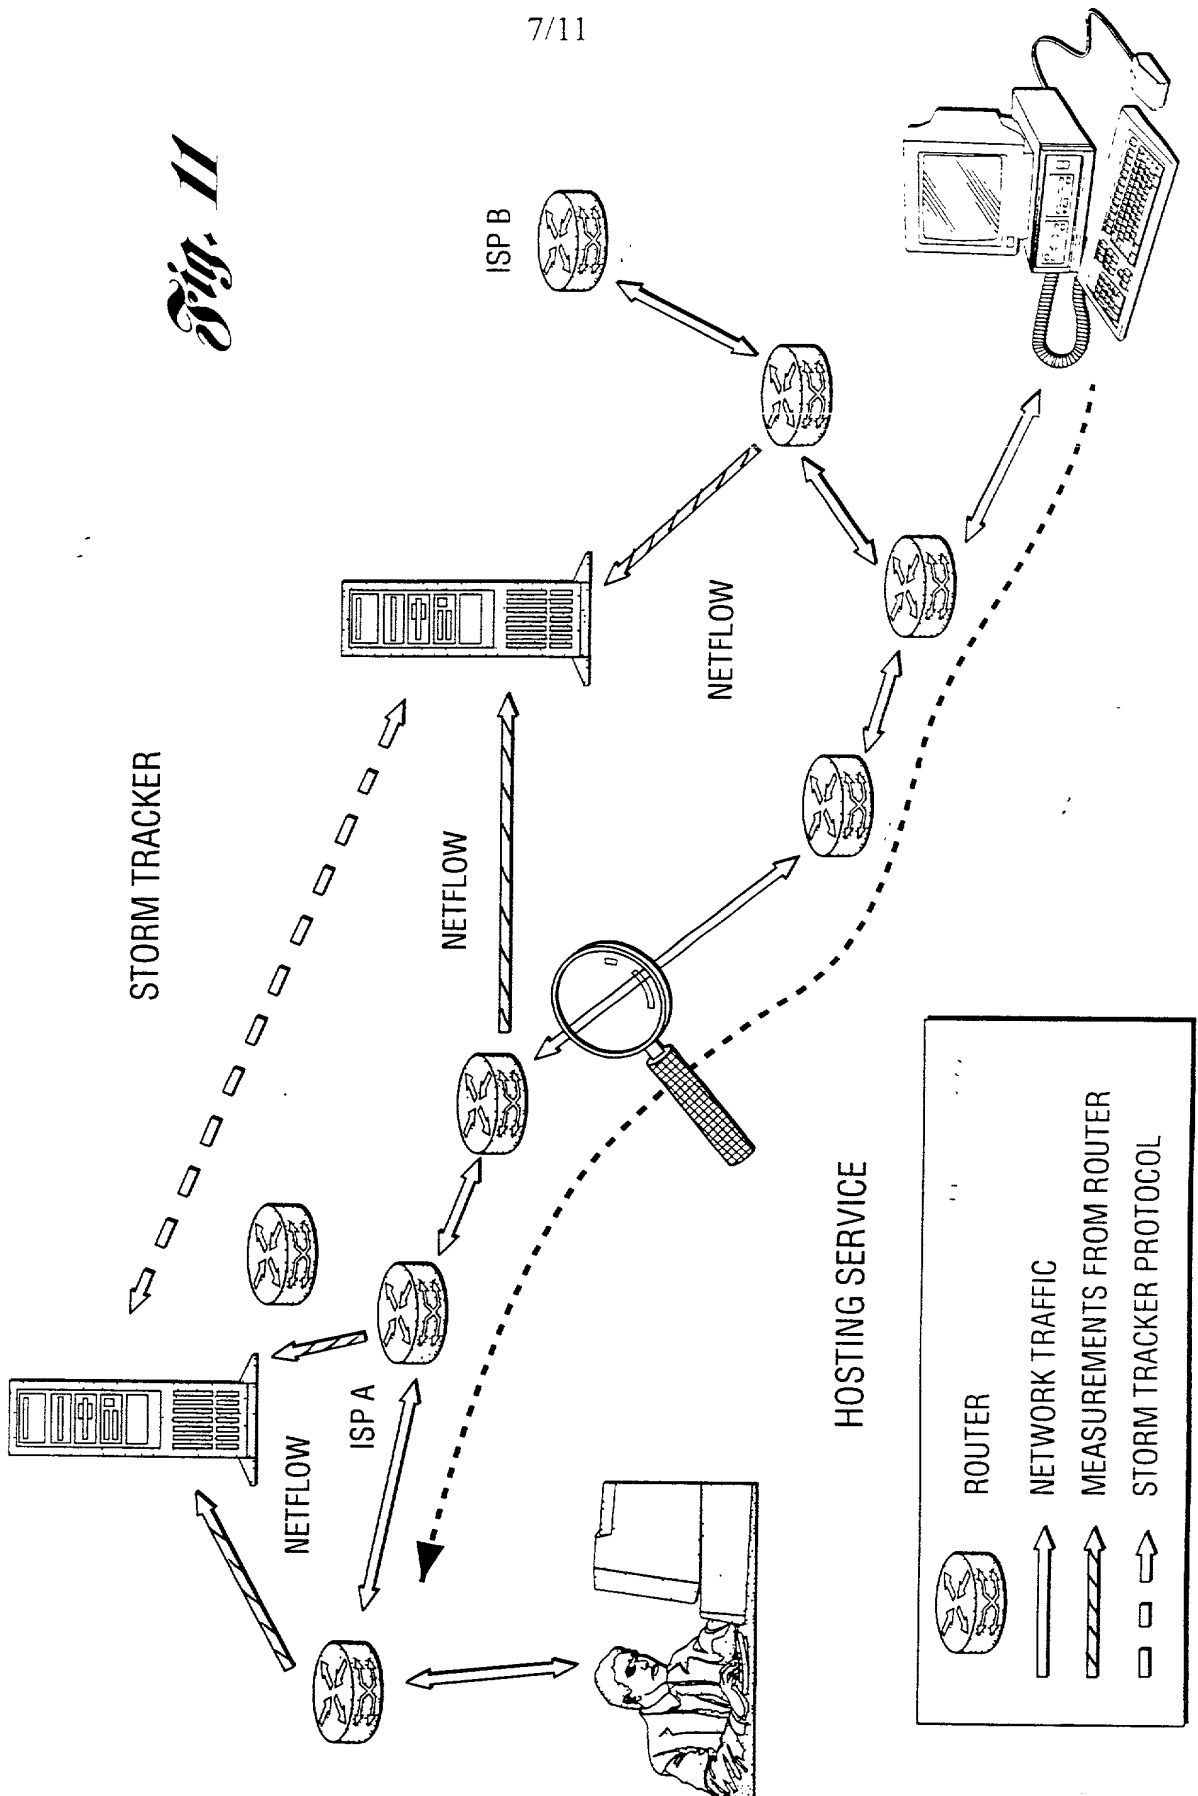 7/11
Fig. 11
STORM TRACKER
ISP B
NETFLOW
NETFLOW
NETFLOW
ISP A
HOSTING SERVICE
ROUTER
NETWORK TRAFFIC
MEASUREMENTS FROM ROUTER
STORM TRACKER PROTOCOL